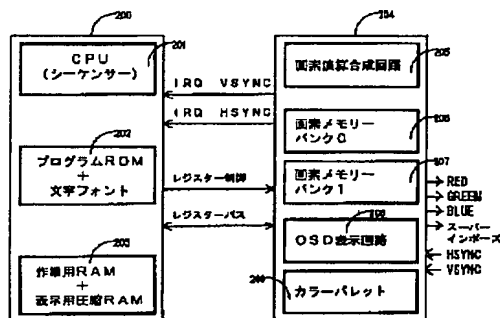 200
201
CPU
(シーケンサー)
202
プログラムROM
+
文字フォント
203
作業用RAM
+
表示用圧縮RAM
IRQ VSYNC
IRQ HSYNC
レジスター制御
レジスターバス
204
205
画素演算合成回路
206
画素メモリー
バンク0
207
画素メモリー
バンク1
OSD表示回路
カラーパレット
RED
GREEN
BLUE
スーパー
インポーズ
HSYNC
VSYNC